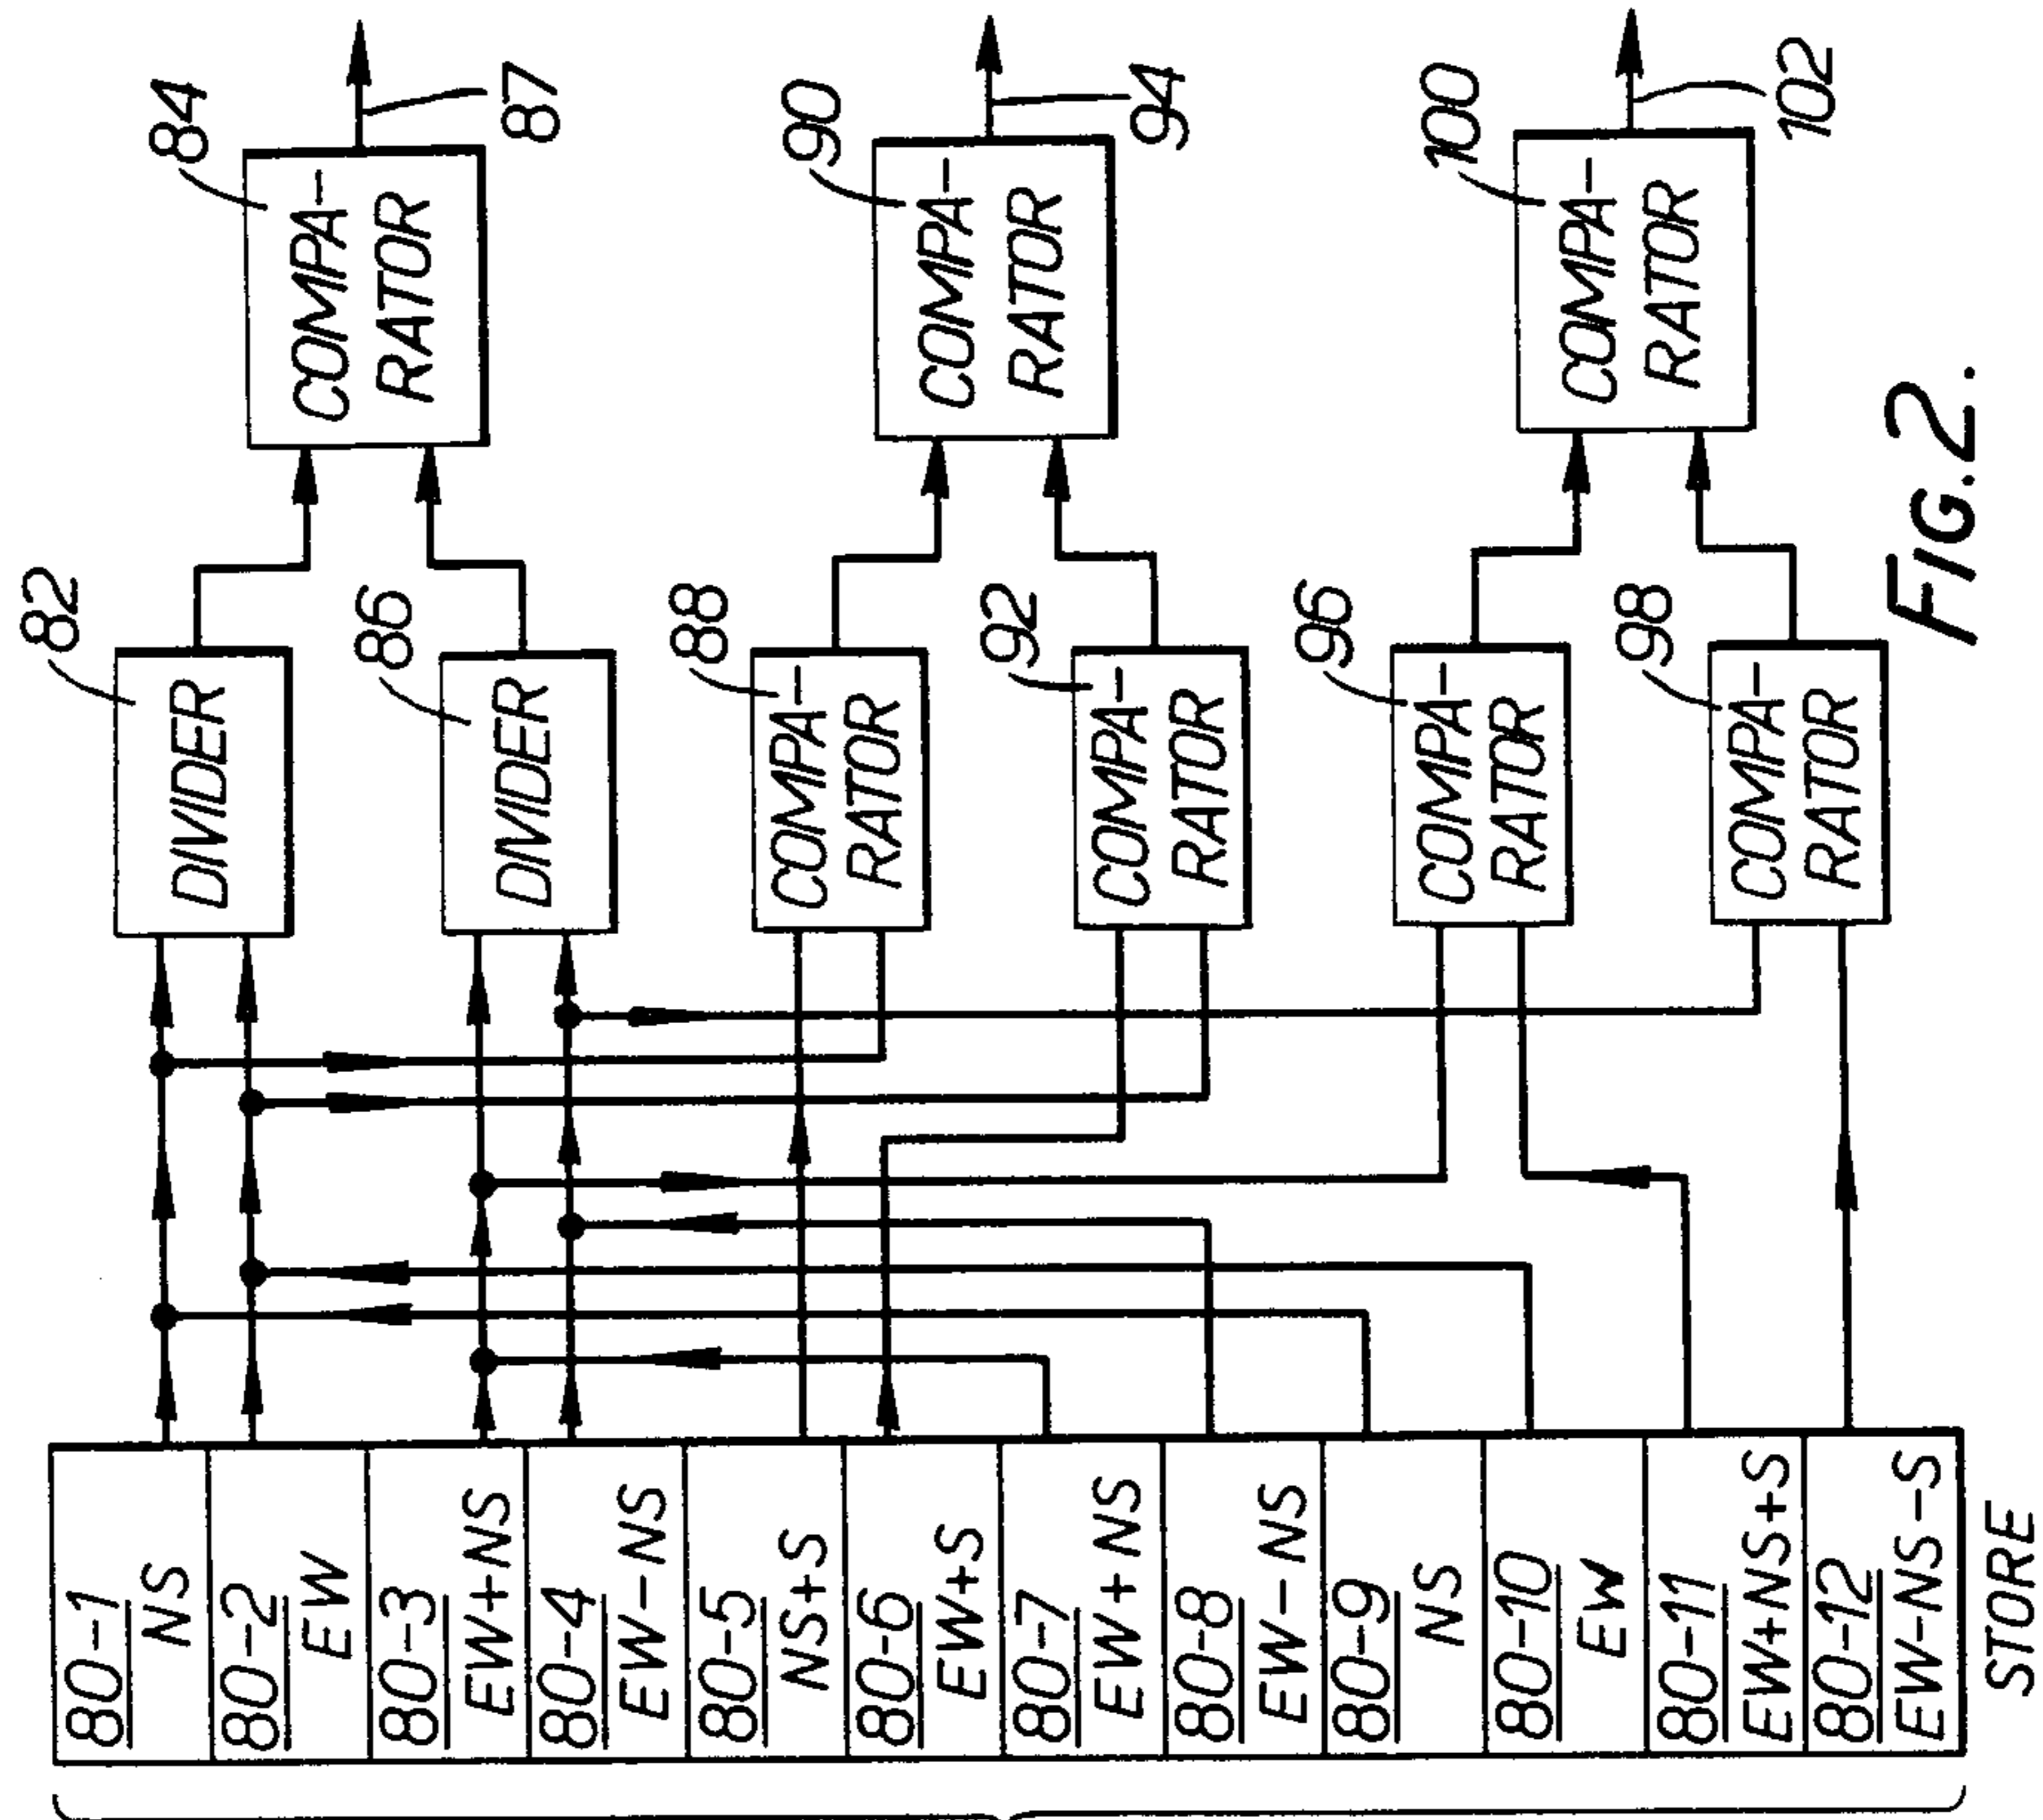 80-1
NS
80-2
EW
80-3
EW+NS
80-4
EW-NS
80-5
NS+S
80-6
EW+S
80-7
EW+NS
80-8
EW-NS
80-9
NS
80-10
EW
80-11
EW+NS+S
80-12
EW-NS-S
STORE
82
DIVIDER
86
DIVIDER
88
COMPA-
RATOR
92
COMPA-
RATOR
96
COMPA-
RATOR
98
COMPA-
RATOR
84
COMPA-
RATOR
87
90
COMPA-
RATOR
94
100
COMPA-
RATOR
102
FIG.2.